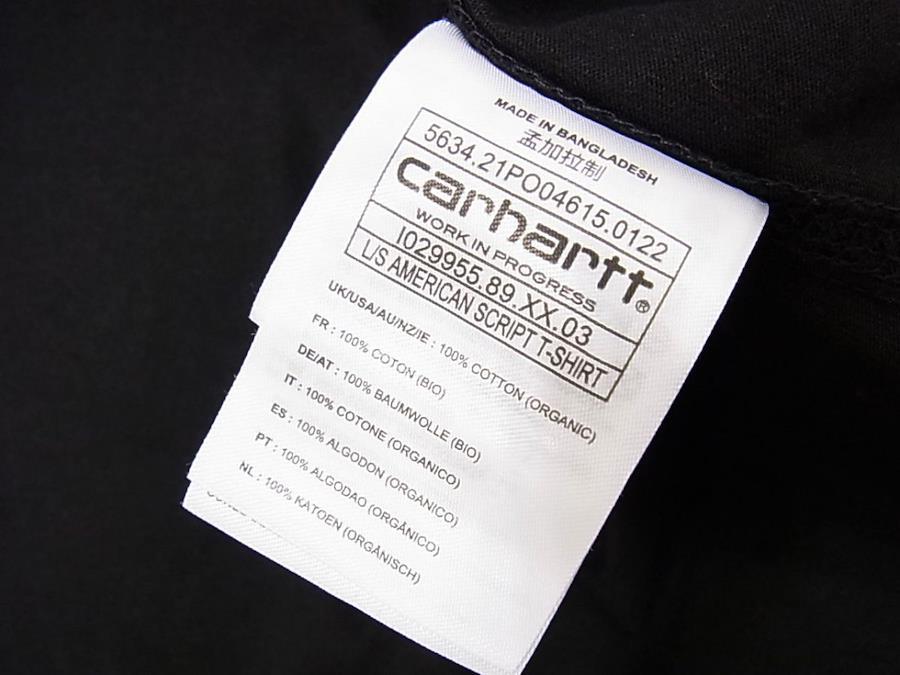 MADE IN BANGLADESH
孟加拉制
5634.21PO04615.0122
carhartt®
WORK IN PROGRESS
I029955.89.XX.03
L/S AMERICAN SCRIPT T-SHIRT
UK/USA/AU/NZ/IE : 100% COTTON (ORGANIC)
FR : 100% COTON (BIO)
DE/AT : 100% BAUMWOLLE (BIO)
IT : 100% COTONE (ORGANICO)
ES : 100% ALGODON (ORGANICO)
PT : 100% ALGODAO (ORGÂNICO)
NL : 100% KATOEN (ORGÂNISCH)